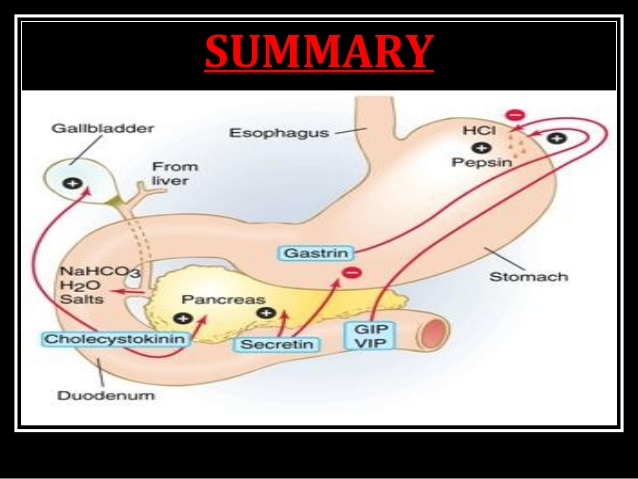 SUMMARY
Gallbladder
Esophagus
HCl
+
Pepsin
−
+
From
liver
+
Gastrin
NaHCO3
H2O
Salts
Pancreas
−
Stomach
+
+
Cholecystokinin
Secretin
GIP
VIP
Duodenum